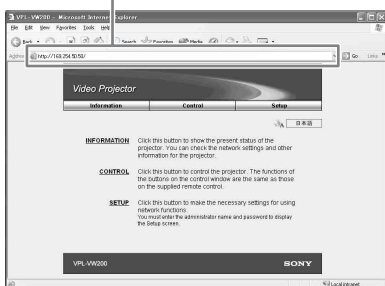 VPL-VW200 - Microsoft Internet Explorer
File Edit View Favorites Tools Help
Back Search Favorites Media
Address http://169.254.50.50/ Go Links
Video Projector
Information Control Setup
日本語
INFORMATION Click this button to show the present status of the
projector. You can check the network settings and other
information for the projector.
CONTROL Click this button to control the projector. The functions of
the buttons on the control window are the same as those
on the supplied remote control.
SETUP Click this button to make the necessary settings for using
network functions.
You must enter the administrator name and password to display
the Setup screen.
VPL-VW200 SONY
Local intranet